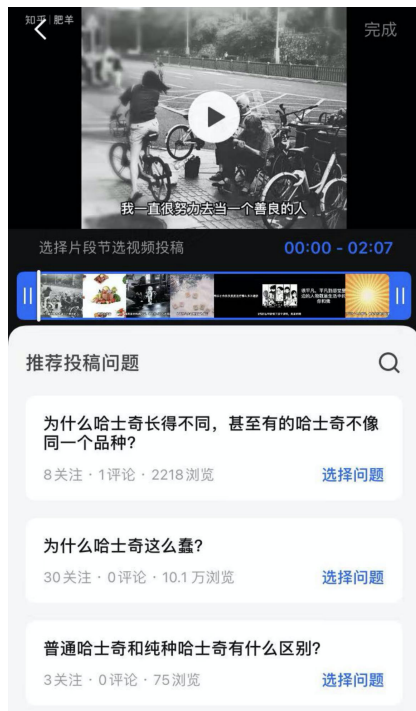 知乎 | 肥羊
完成
我一直很努力去当一个善良的人
选择片段节选视频投稿
00:00 - 02:07
推荐投稿问题
为什么哈士奇长得不同，甚至有的哈士奇不像
同一个品种?
8关注 · 1评论 · 2218浏览
选择问题
为什么哈士奇这么蠢?
30关注 · 0评论 · 10.1 万浏览
选择问题
普通哈士奇和纯种哈士奇有什么区别?
3关注 · 0评论 · 75浏览
选择问题